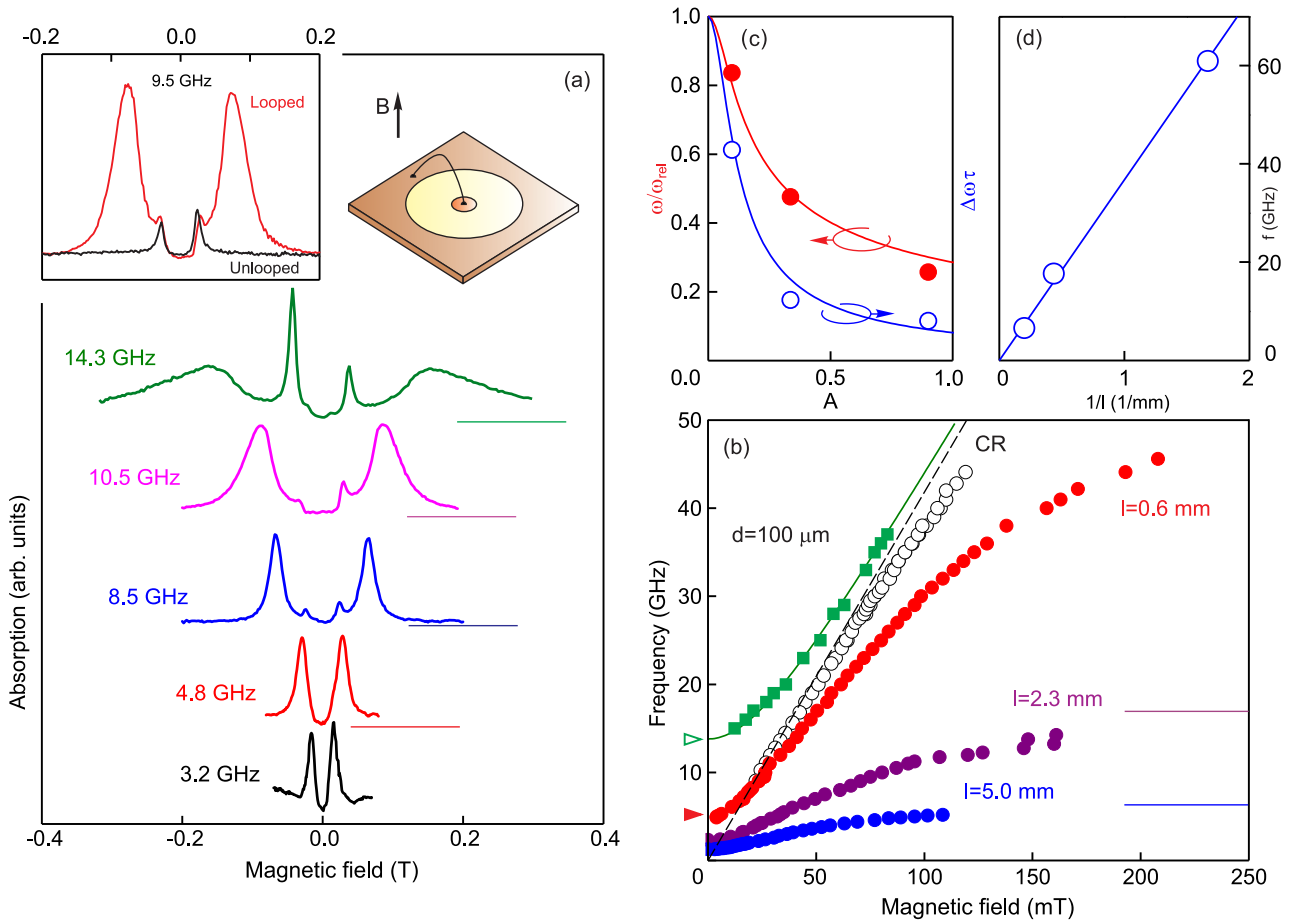 -0.2 0.0 0.2
9.5 GHz
Looped
Unlooped
(a)
B
14.3 GHz
10.5 GHz
8.5 GHz
4.8 GHz
3.2 GHz
Absorption (arb. units)
-0.4 -0.2 0.0 0.2 0.4
Magnetic field (T)
(c)
1.0
0.8
0.6
0.4
0.2
0.0 0.5 1.0
ω/ω_rel
Δωτ
A
(d)
60
40
20
0
f (GHz)
0 1 2
1/l (1/mm)
(b)
CR
d=100 μm
l=0.6 mm
l=2.3 mm
l=5.0 mm
50
40
30
20
10
Frequency (GHz)
0 50 100 150 200 250
Magnetic field (mT)